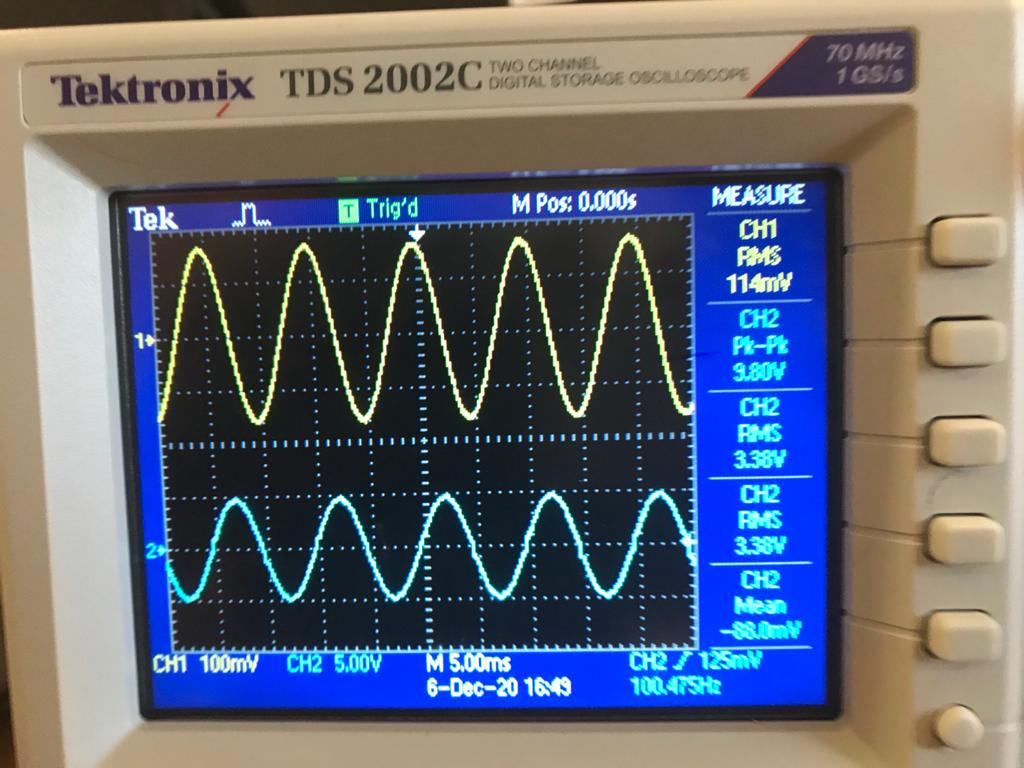 Tektronix TDS 2002C TWO CHANNEL DIGITAL STORAGE OSCILLOSCOPE
70 MHz
1 GS/s
Tek T Trig'd M Pos: 0.000s MEASURE
CH1
RMS
114mV
CH2
Pk-Pk
9.80V
CH2
RMS
3.38V
CH2
RMS
3.38V
CH2
Mean
-88.0mV
1
2
CH1 100mV CH2 5.00V M 5.00ms CH2 / 125mV
6-Dec-20 16:49 100.475Hz